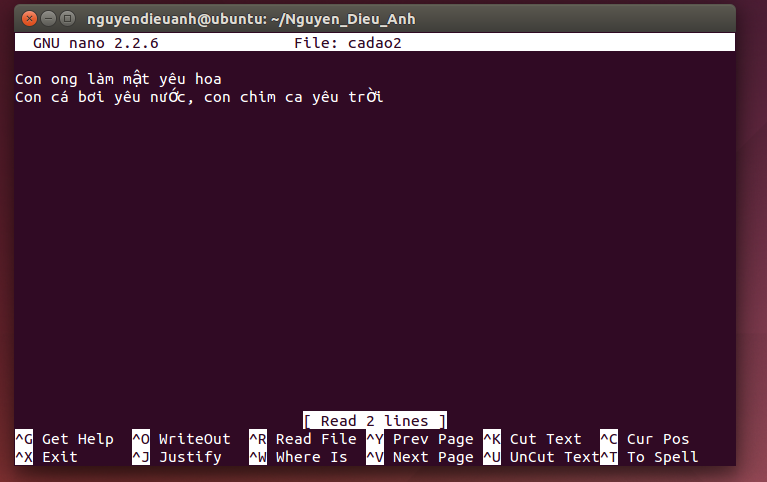 nguyendieuanh@ubuntu: ~/Nguyen_Dieu_Anh
GNU nano 2.2.6 File: cadao2
Con ong làm mật yêu hoa
Con cá bơi yêu nước, con chim ca yêu trời
[ Read 2 lines ]
^G Get Help ^O WriteOut ^R Read File ^Y Prev Page ^K Cut Text ^C Cur Pos
^X Exit ^J Justify ^W Where Is ^V Next Page ^U UnCut Text^T To Spell